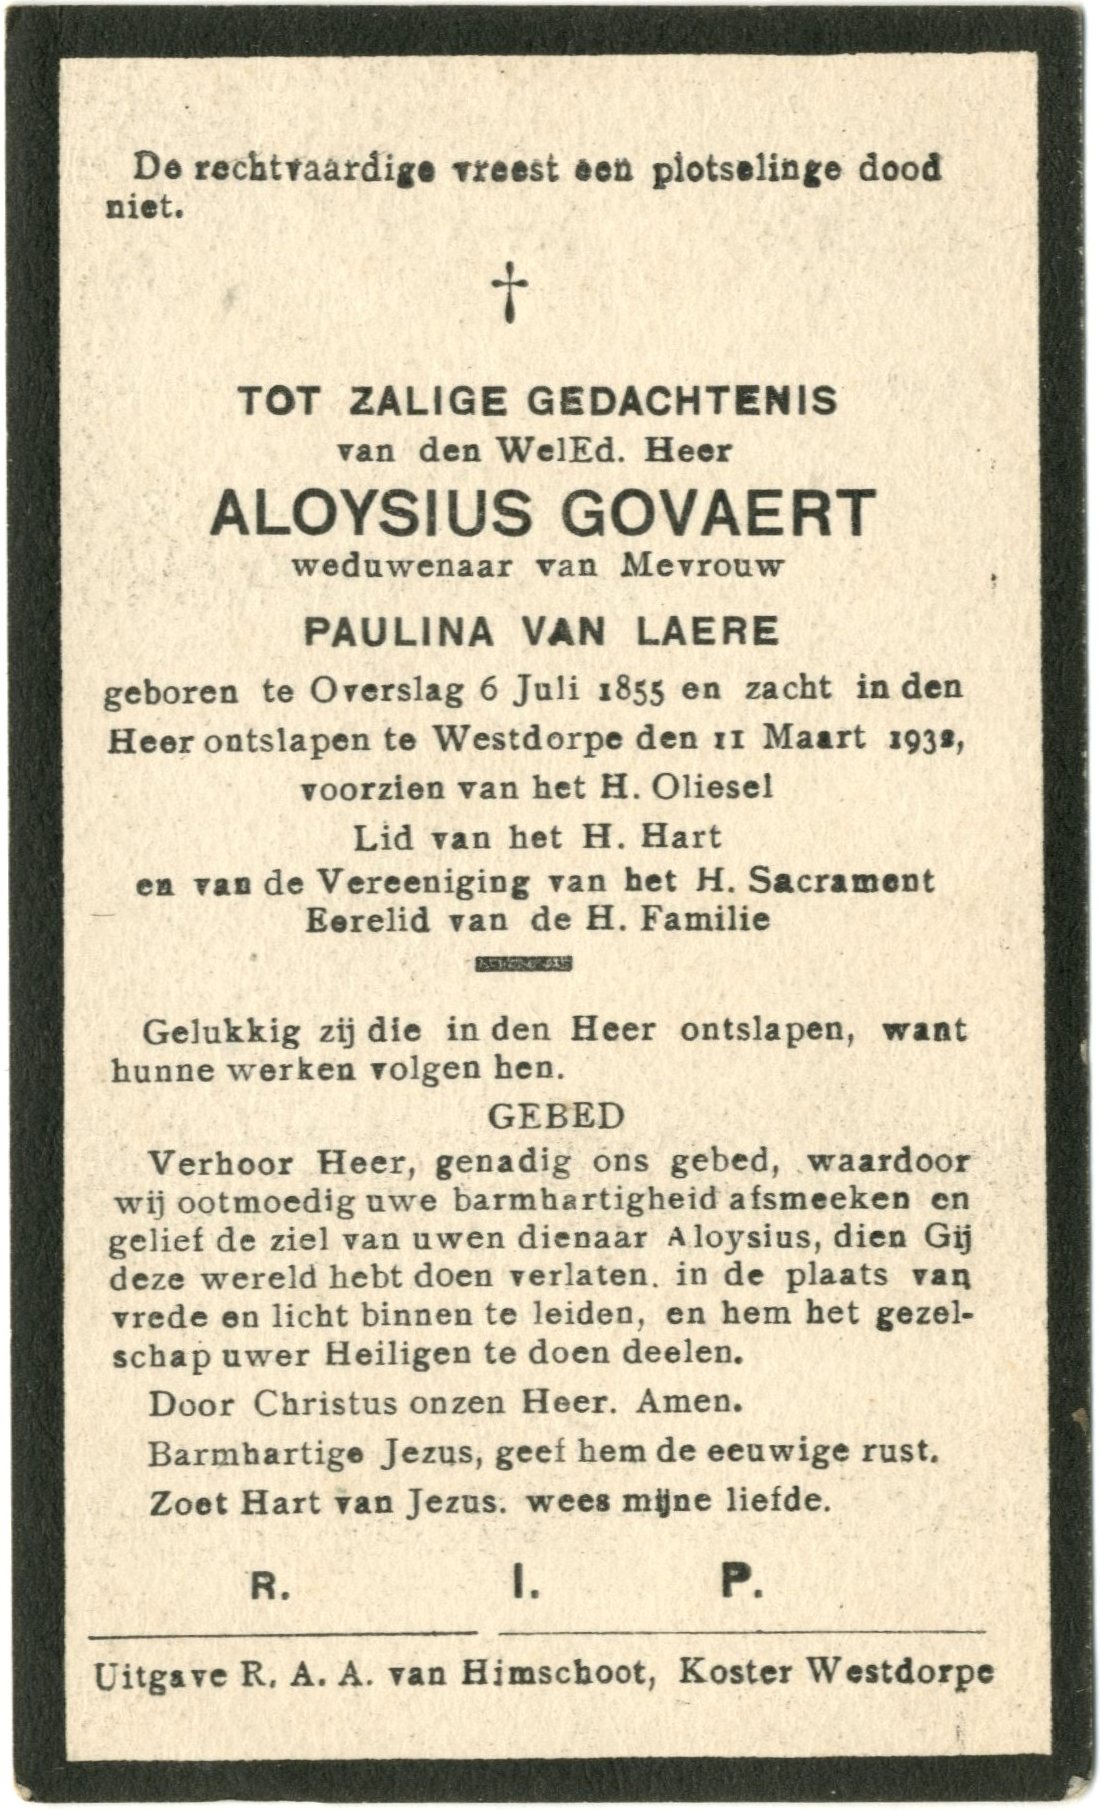 De rechtvaardige vreest een plotselinge dood
niet.
TOT ZALIGE GEDACHTENIS
van den WelEd. Heer
ALOYSIUS GOVAERT
weduwenaar van Mevrouw
PAULINA VAN LAERE
geboren te Overslag 6 Juli 1855 en zacht in den
Heer ontslapen te Westdorpe den 11 Maart 1932,
voorzien van het H. Oliesel
Lid van het H. Hart
en van de Vereeniging van het H. Sacrament
Eerelid van de H. Familie
Gelukkig zij die in den Heer ontslapen, want
hunne werken volgen hen.
GEBED
Verhoor Heer, genadig ons gebed, waardoor
wij ootmoedig uwe barmhartigheid afsmeeken en
gelief de ziel van uwen dienaar Aloysius, dien Gij
deze wereld hebt doen verlaten. in de plaats van
vrede en licht binnen te leiden, en hem het gezel-
schap uwer Heiligen te doen deelen.
Door Christus onzen Heer. Amen.
Barmhartige Jezus, geef hem de eeuwige rust.
Zoet Hart van Jezus. wees mijne liefde.
R. I. P.
Uitgave R. A. A. van Himschoot, Koster Westdorpe